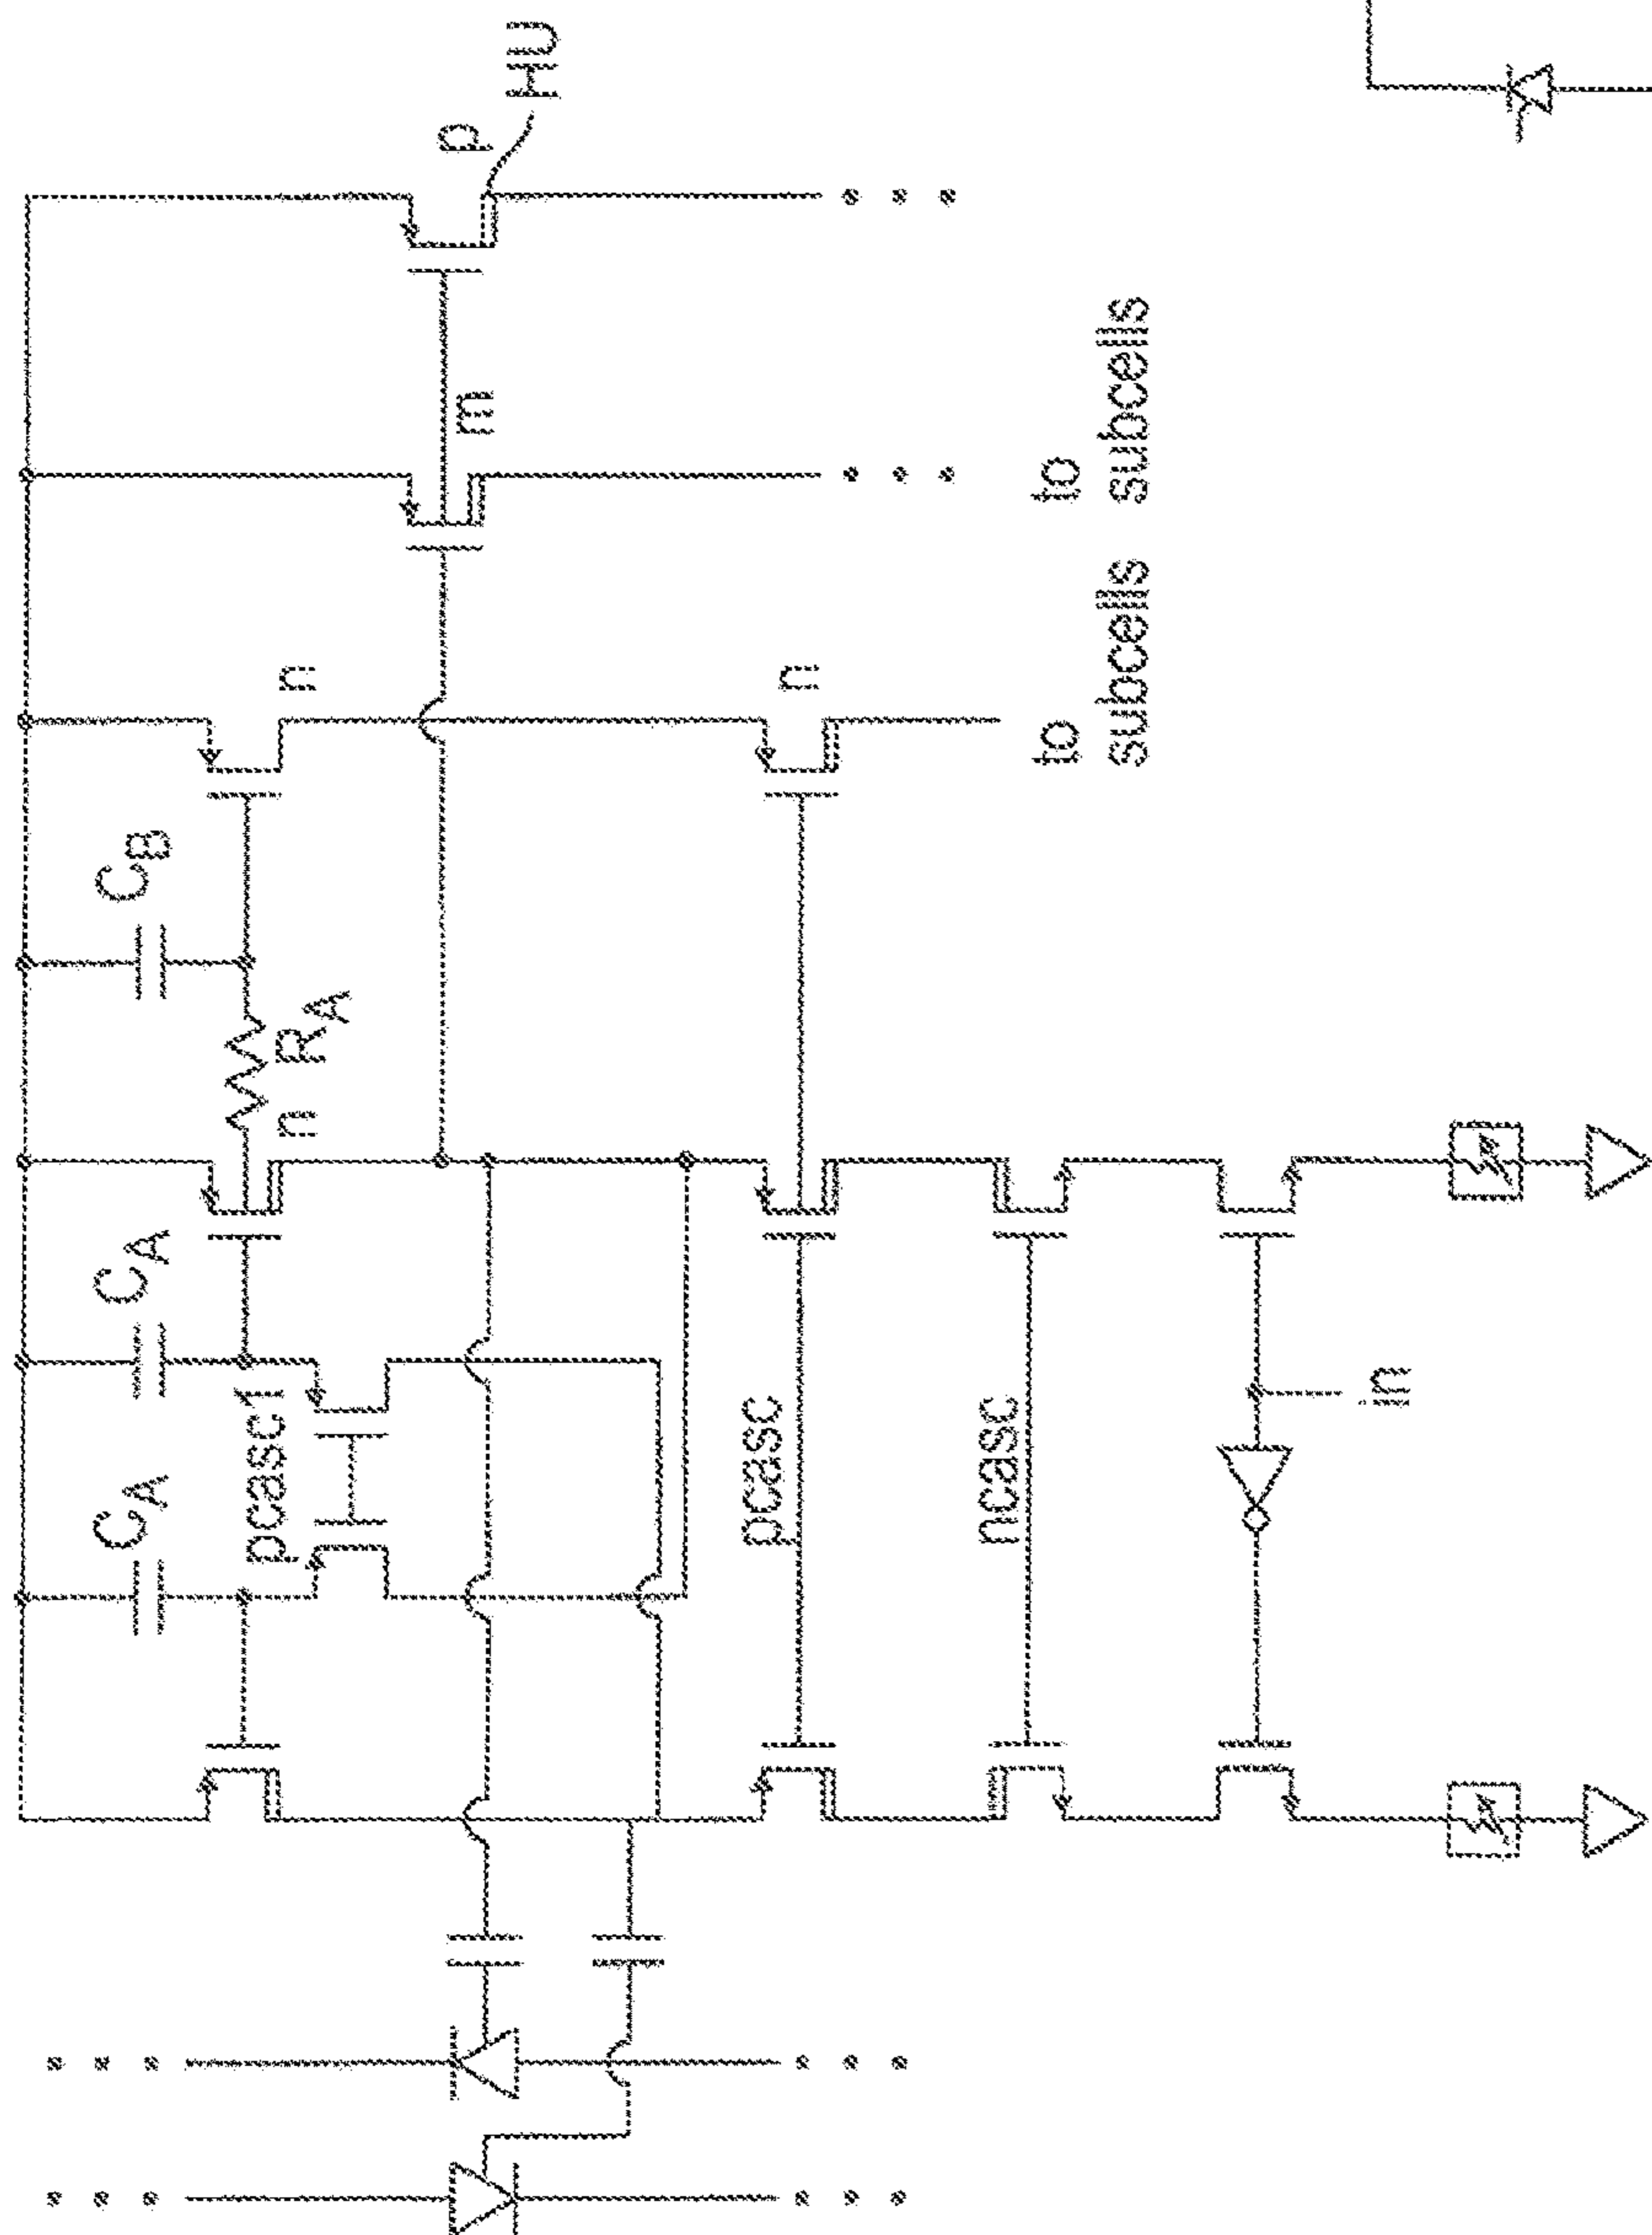 HU
p
m
to
subcells
n
n
to
subcells
C_B
R_A
n
C_A
pcasc1
C_A
pcasc
ncasc
in